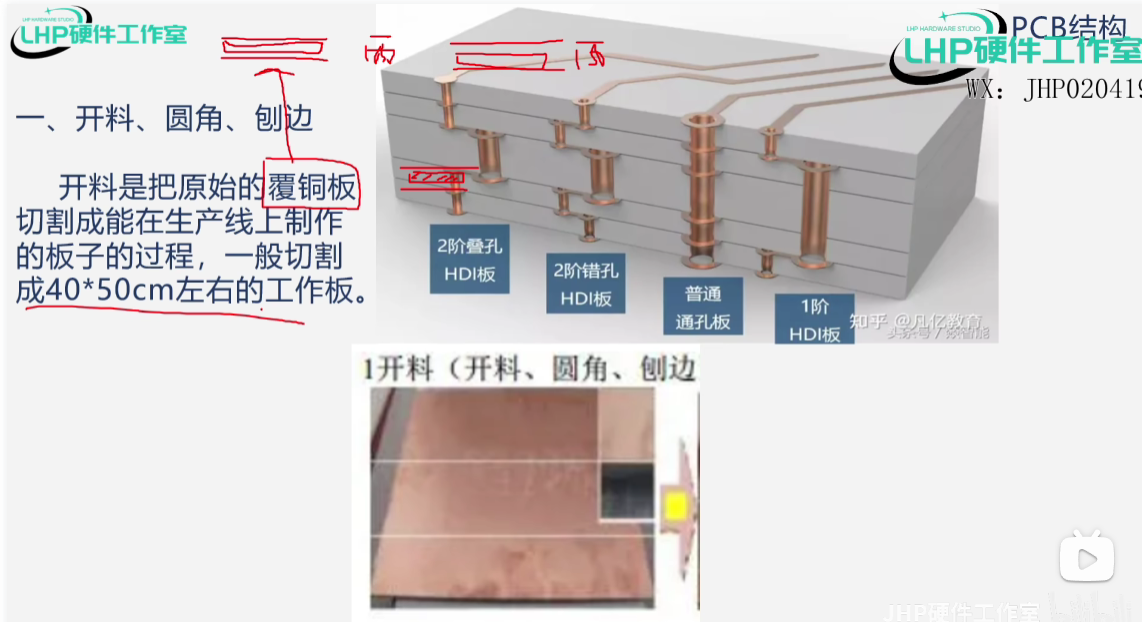 LHP HARDWARE STUDIO
LHP硬件工作室
LHP HARDWARE STUDIO
PCB结构
LHP硬件工作室
WX：JHP020419
一、开料、圆角、刨边
开料是把原始的覆铜板
切割成能在生产线上制作
的板子的过程，一般切割
成40*50cm左右的工作板。
2阶叠孔
HDI板
2阶错孔
HDI板
普通
通孔板
1阶
HDI板
知乎 @凡亿教育
1开料（开料、圆角、刨边
JHP硬件工作室